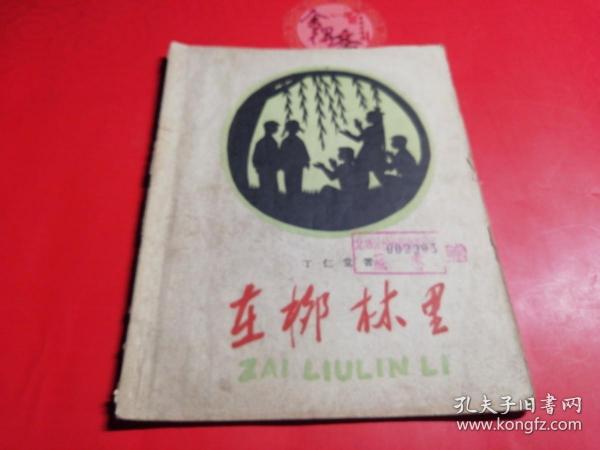 丁仁堂 著
002295
在柳林里
ZAI LIULIN LI
孔夫子旧书网
www.kongfz.com